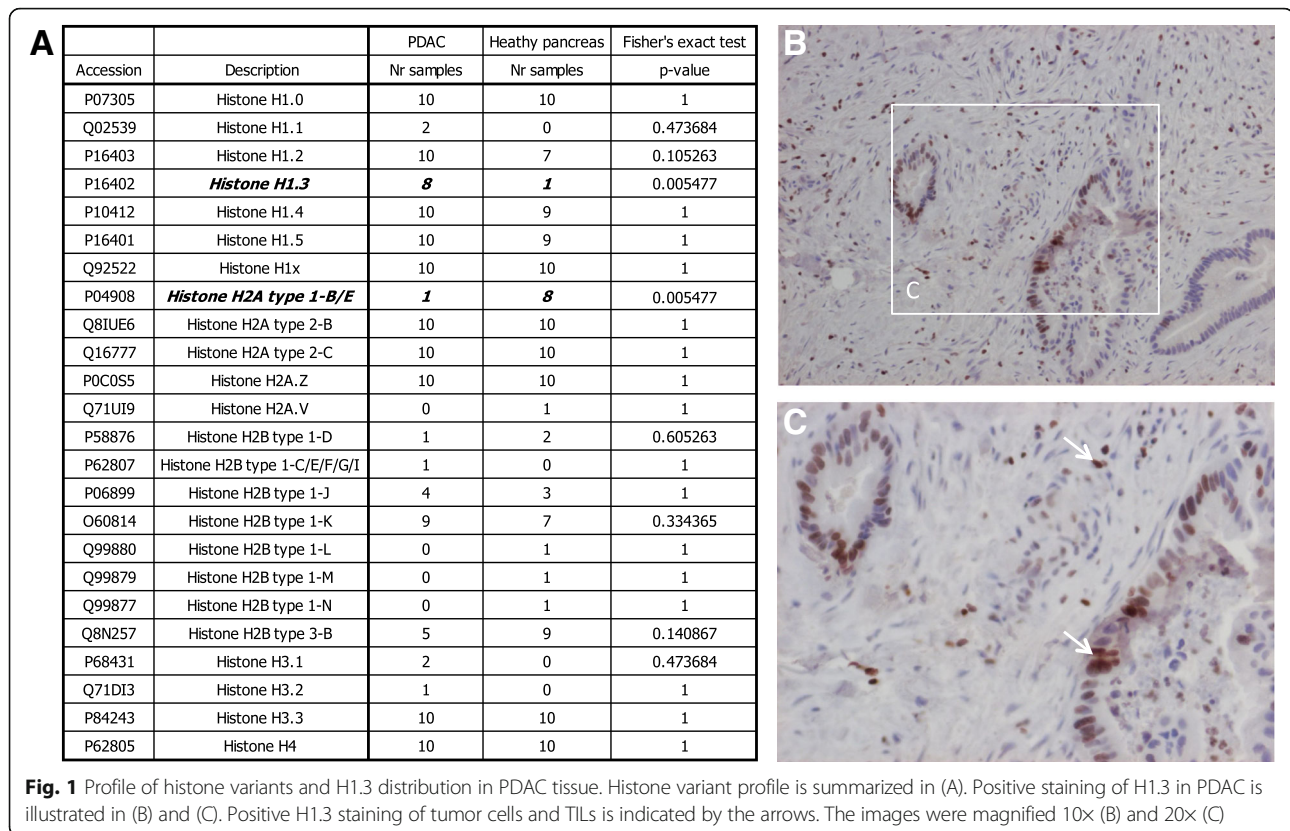 A
PDAC Heathy pancreas Fisher's exact test
Accession Description Nr samples Nr samples p-value
P07305 Histone H1.0 10 10 1
Q02539 Histone H1.1 2 0 0.473684
P16403 Histone H1.2 10 7 0.105263
P16402 Histone H1.3 8 1 0.005477
P10412 Histone H1.4 10 9 1
P16401 Histone H1.5 10 9 1
Q92522 Histone H1x 10 10 1
P04908 Histone H2A type 1-B/E 1 8 0.005477
Q8IUE6 Histone H2A type 2-B 10 10 1
Q16777 Histone H2A type 2-C 10 10 1
P0C0S5 Histone H2A.Z 10 10 1
Q71UI9 Histone H2A.V 0 1 1
P58876 Histone H2B type 1-D 1 2 0.605263
P62807 Histone H2B type 1-C/E/F/G/I 1 0 1
P06899 Histone H2B type 1-J 4 3 1
O60814 Histone H2B type 1-K 9 7 0.334365
Q99880 Histone H2B type 1-L 0 1 1
Q99879 Histone H2B type 1-M 0 1 1
Q99877 Histone H2B type 1-N 0 1 1
Q8N257 Histone H2B type 3-B 5 9 0.140867
P68431 Histone H3.1 2 0 0.473684
Q71DI3 Histone H3.2 1 0 1
P84243 Histone H3.3 10 10 1
P62805 Histone H4 10 10 1
B
C
C
Fig. 1 Profile of histone variants and H1.3 distribution in PDAC tissue. Histone variant profile is summarized in (A). Positive staining of H1.3 in PDAC is
illustrated in (B) and (C). Positive H1.3 staining of tumor cells and TILs is indicated by the arrows. The images were magnified 10× (B) and 20× (C)